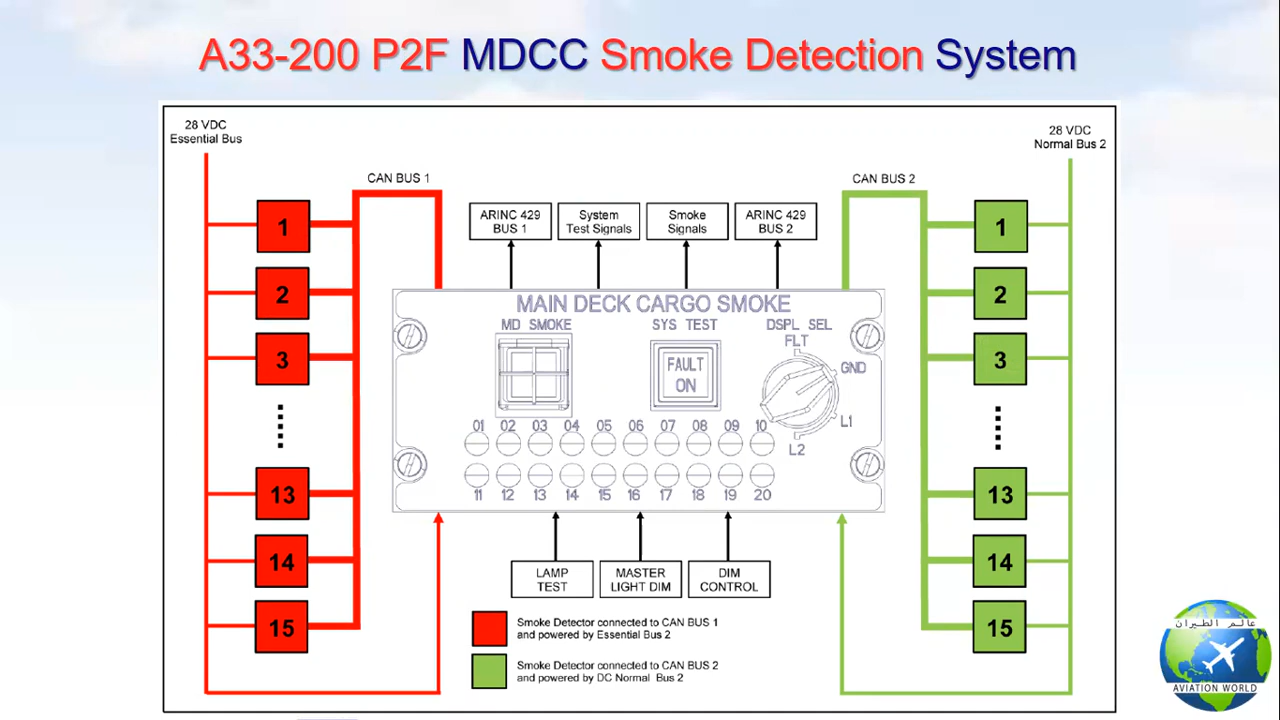 A33-200 P2F MDCC Smoke Detection System
28 VDC
Essential Bus
28 VDC
Normal Bus 2
CAN BUS 1
CAN BUS 2
ARINC 429
BUS 1
System
Test Signals
Smoke
Signals
ARINC 429
BUS 2
1
2
3
13
14
15
MAIN DECK CARGO SMOKE
MD SMOKE
SYS TEST
DSPL SEL
FLT
GND
L1
L2
FAULT
ON
01 02 03 04 05 06 07 08 09 10
11 12 13 14 15 16 17 18 19 20
1
2
3
13
14
15
LAMP
TEST
MASTER
LIGHT DIM
DIM
CONTROL
Smoke Detector connected to CAN BUS 1
and powered by Essential Bus 2
Smoke Detector connected to CAN BUS 2
and powered by DC Normal Bus 2
عالم الطيران
AVIATION WORLD